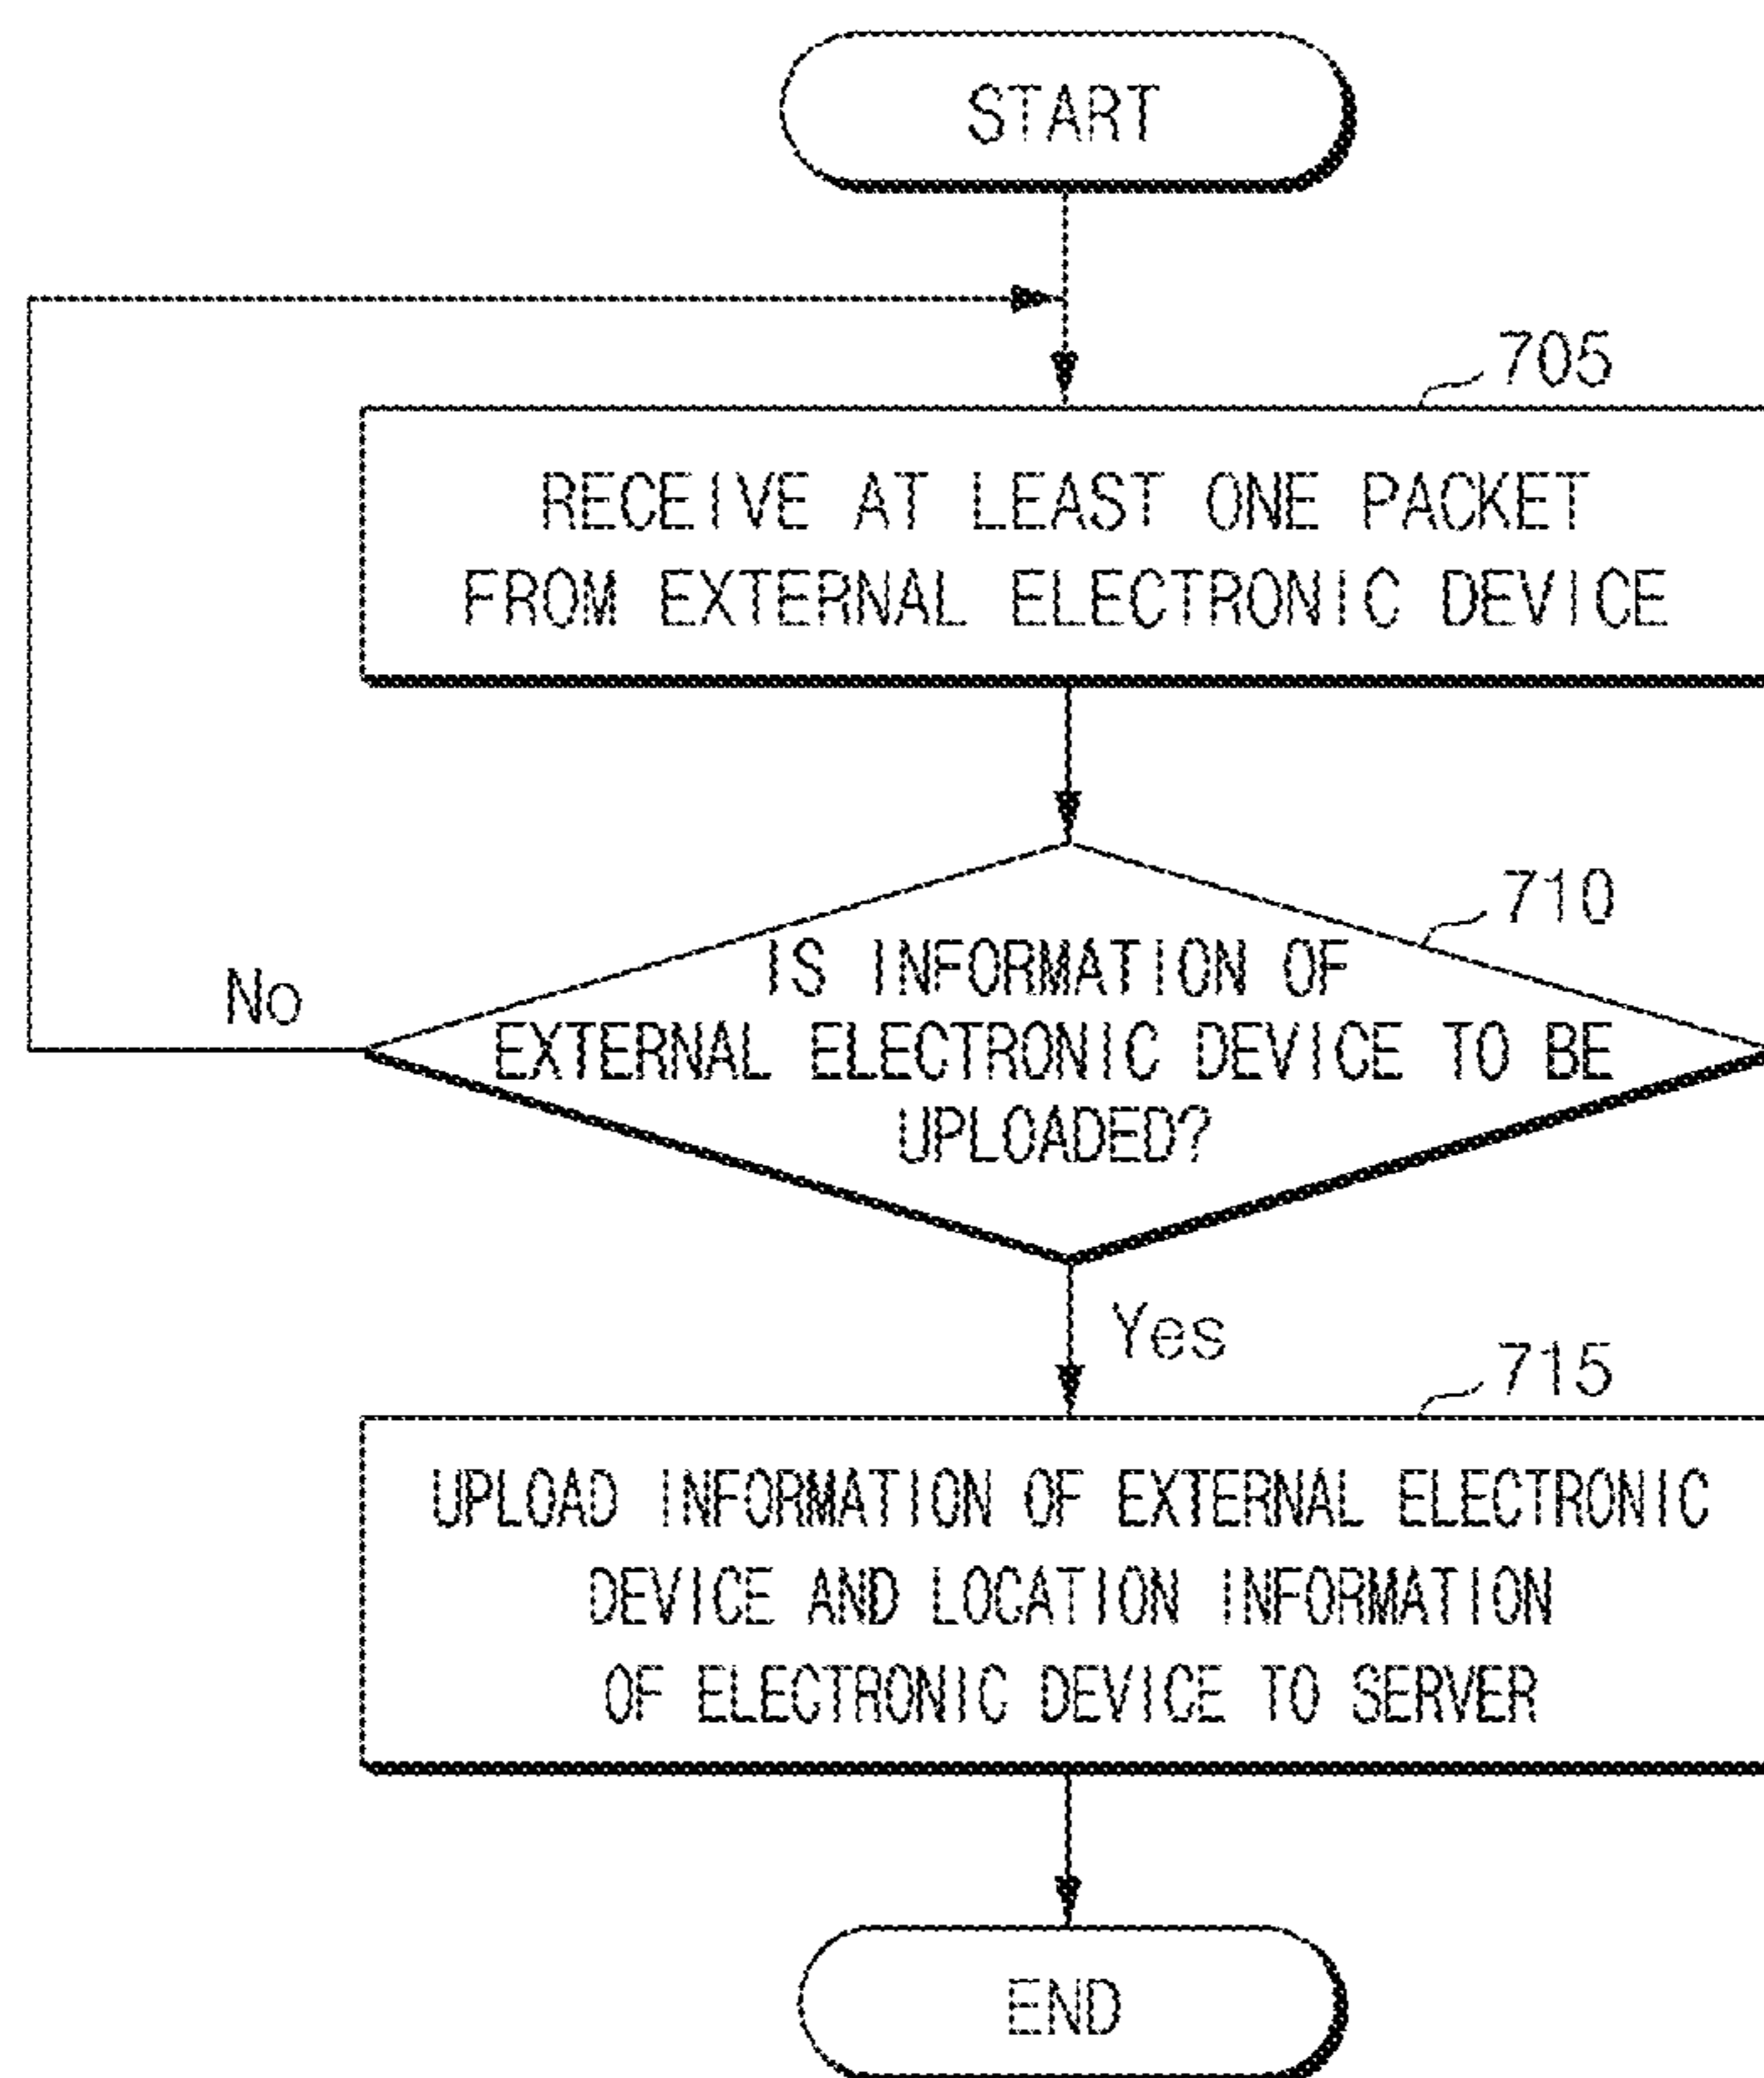 START
705
RECEIVE AT LEAST ONE PACKET
FROM EXTERNAL ELECTRONIC DEVICE
710
IS INFORMATION OF
EXTERNAL ELECTRONIC DEVICE TO BE
UPLOADED?
No
Yes
715
UPLOAD INFORMATION OF EXTERNAL ELECTRONIC
DEVICE AND LOCATION INFORMATION
OF ELECTRONIC DEVICE TO SERVER
END